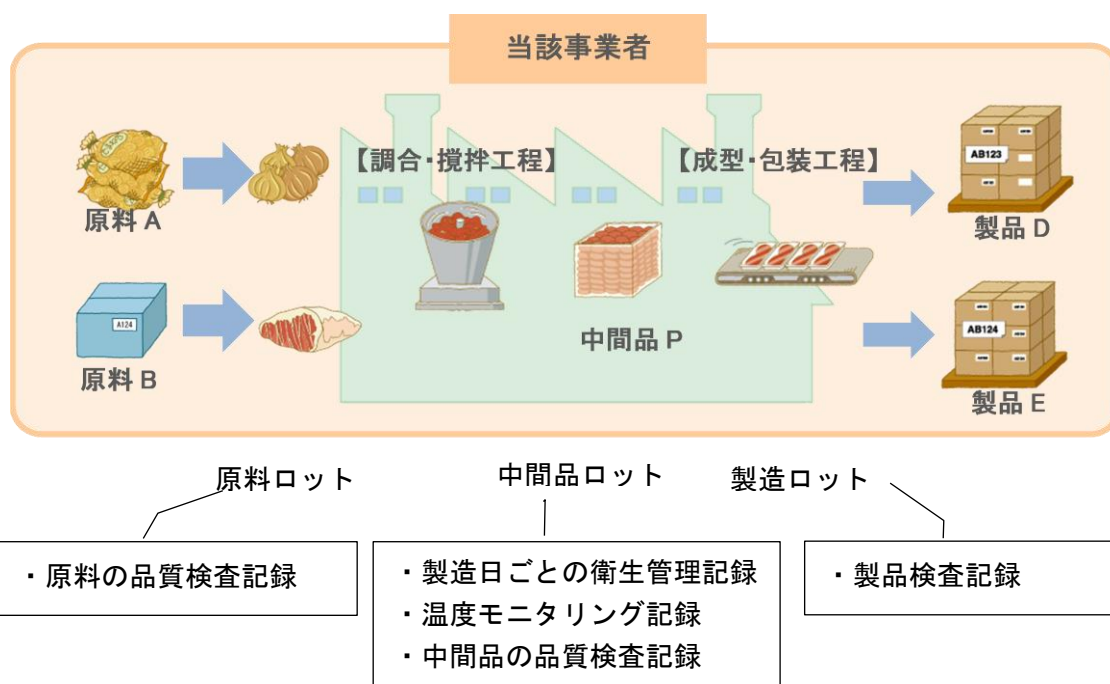 当該事業者
【調合・撹拌工程】
【成型・包装工程】
AB123
原料 A
製品 D
A124
AB124
中間品 P
原料 B
製品 E
原料ロット
中間品ロット
製造ロット
・原料の品質検査記録
・製造日ごとの衛生管理記録
・温度モニタリング記録
・中間品の品質検査記録
・製品検査記録